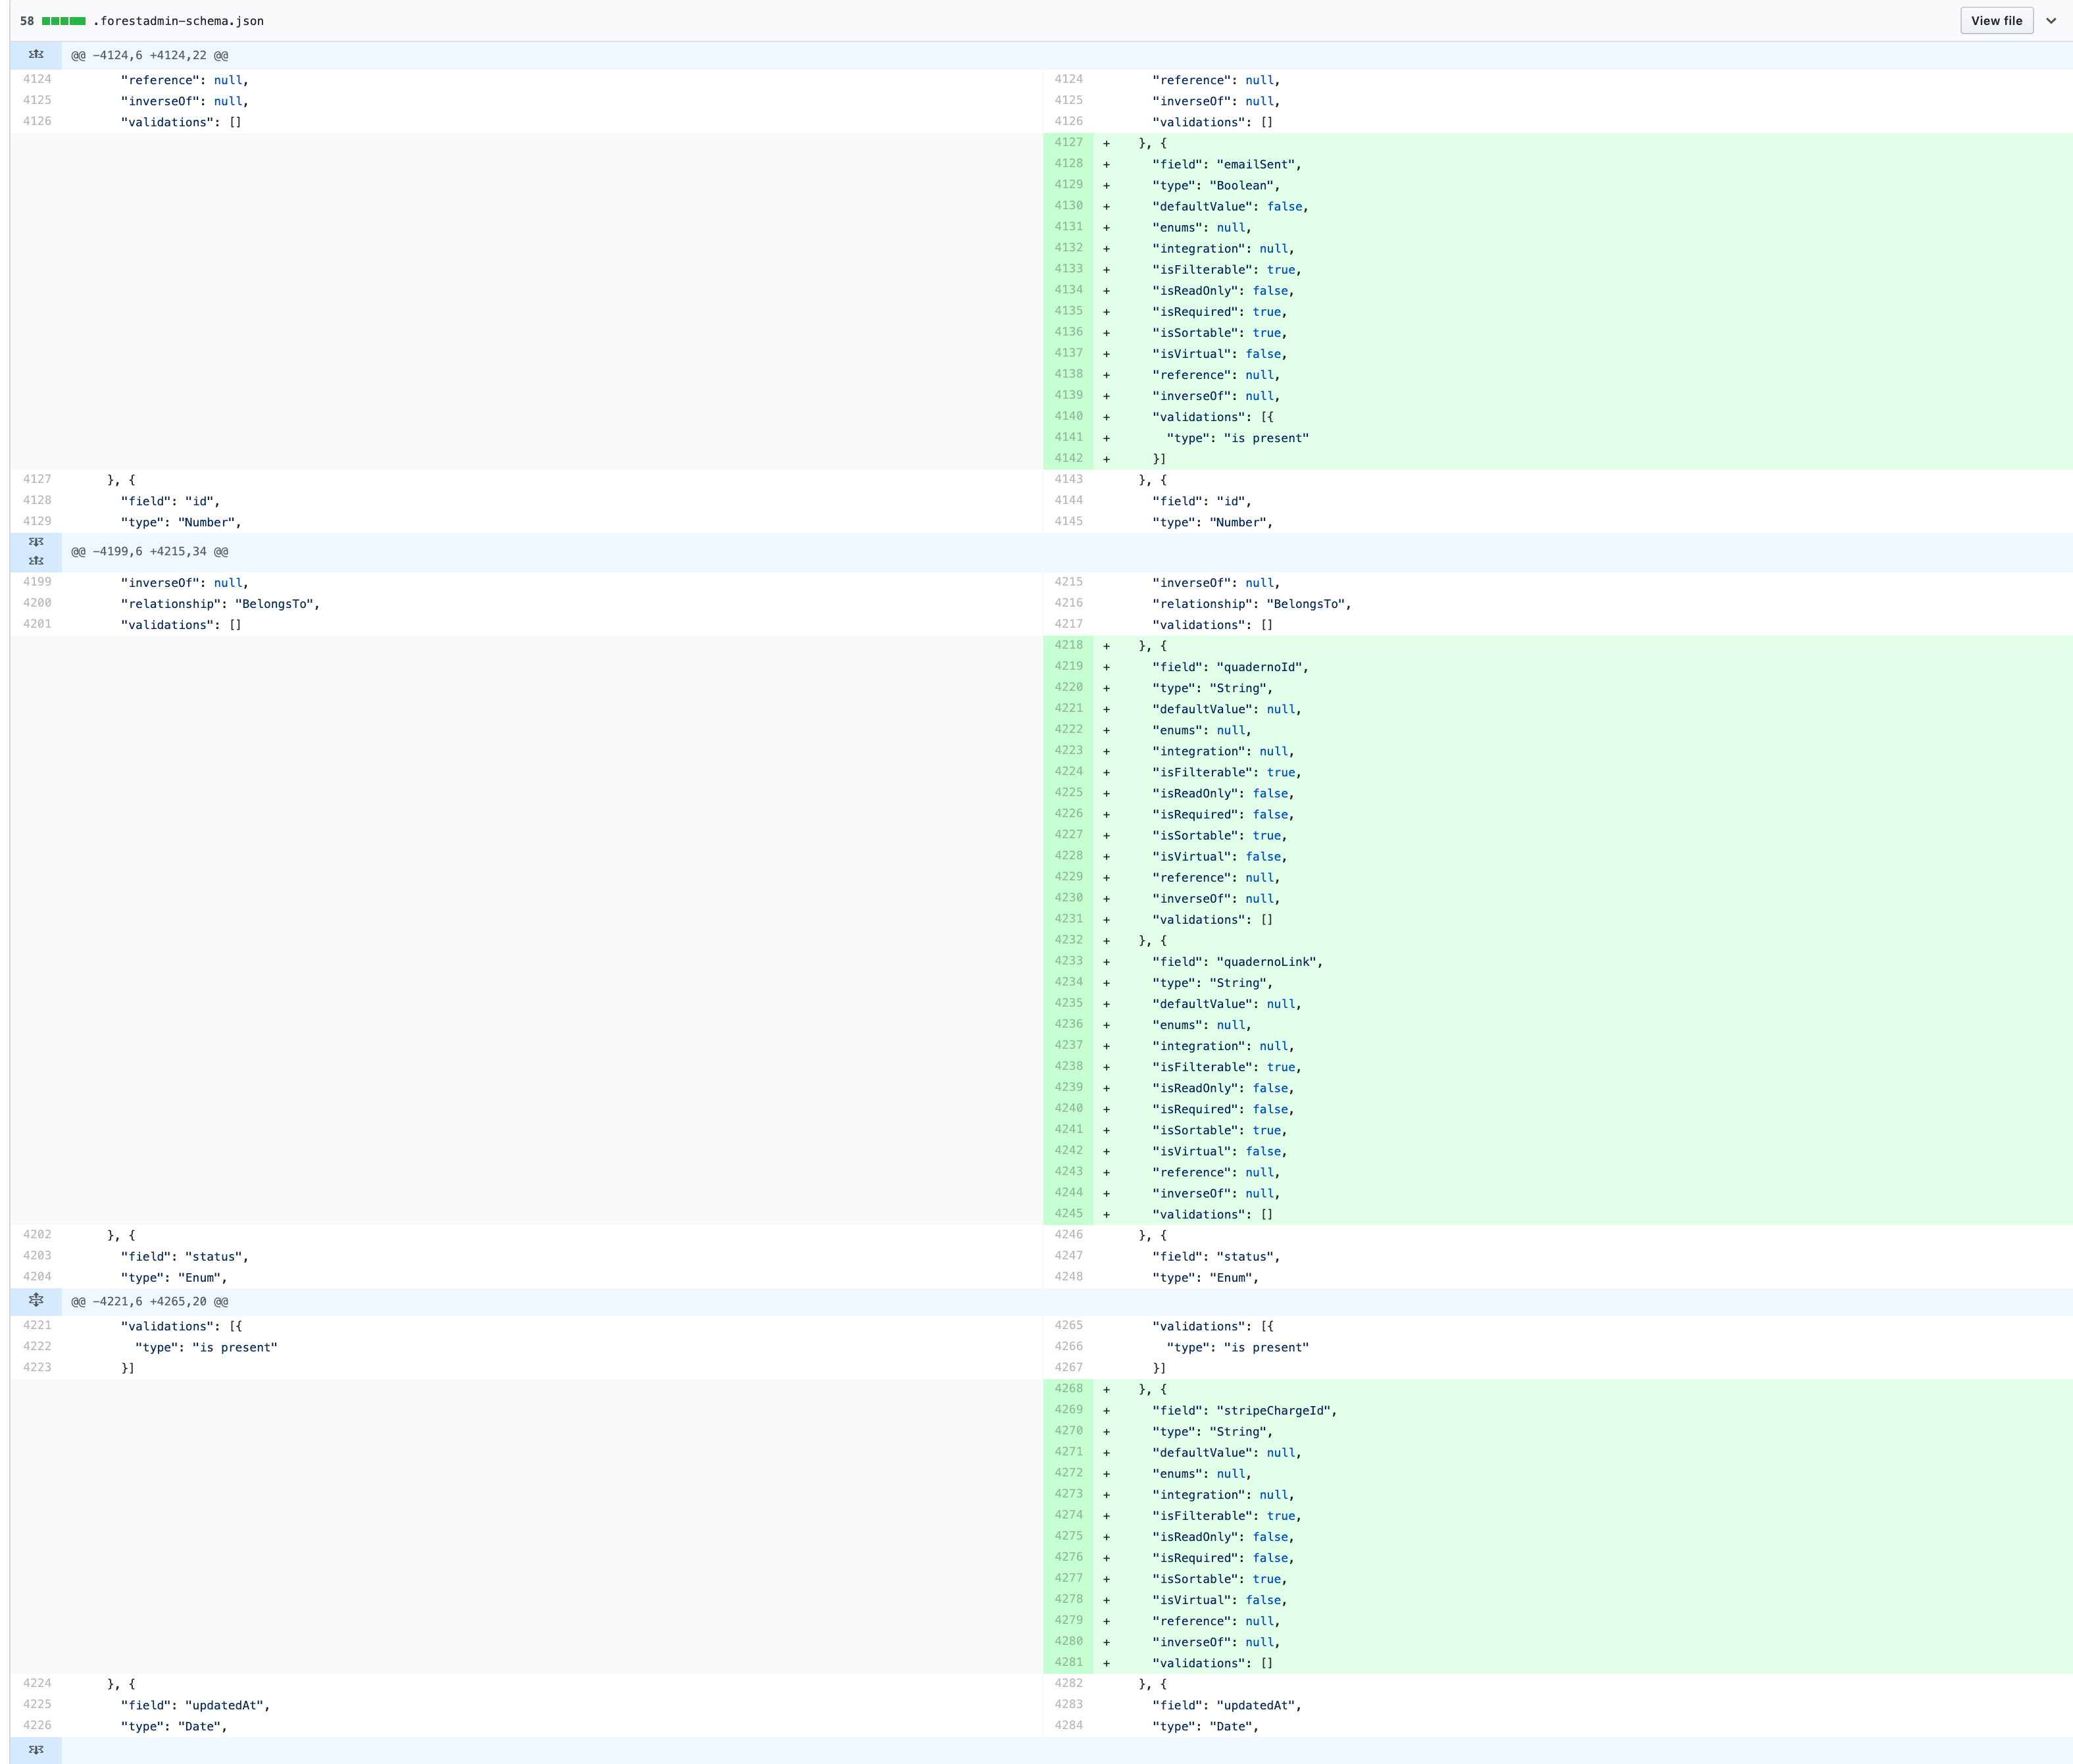 58 .forestadmin-schema.json View file
@@ -4124,6 +4124,22 @@
4124 "reference": null, 4124 "reference": null,
4125 "inverseOf": null, 4125 "inverseOf": null,
4126 "validations": [] 4126 "validations": []
4127 + }, {
4128 + "field": "emailSent",
4129 + "type": "Boolean",
4130 + "defaultValue": false,
4131 + "enums": null,
4132 + "integration": null,
4133 + "isFilterable": true,
4134 + "isReadOnly": false,
4135 + "isRequired": true,
4136 + "isSortable": true,
4137 + "isVirtual": false,
4138 + "reference": null,
4139 + "inverseOf": null,
4140 + "validations": [{
4141 + "type": "is present"
4142 + }]
4127 }, { 4143 }, {
4128 "field": "id", 4144 "field": "id",
4129 "type": "Number", 4145 "type": "Number",
@@ -4199,6 +4215,34 @@
4199 "inverseOf": null, 4215 "inverseOf": null,
4200 "relationship": "BelongsTo", 4216 "relationship": "BelongsTo",
4201 "validations": [] 4217 "validations": []
4218 + }, {
4219 + "field": "quadernoId",
4220 + "type": "String",
4221 + "defaultValue": null,
4222 + "enums": null,
4223 + "integration": null,
4224 + "isFilterable": true,
4225 + "isReadOnly": false,
4226 + "isRequired": false,
4227 + "isSortable": true,
4228 + "isVirtual": false,
4229 + "reference": null,
4230 + "inverseOf": null,
4231 + "validations": []
4232 + }, {
4233 + "field": "quadernoLink",
4234 + "type": "String",
4235 + "defaultValue": null,
4236 + "enums": null,
4237 + "integration": null,
4238 + "isFilterable": true,
4239 + "isReadOnly": false,
4240 + "isRequired": false,
4241 + "isSortable": true,
4242 + "isVirtual": false,
4243 + "reference": null,
4244 + "inverseOf": null,
4245 + "validations": []
4202 }, { 4246 }, {
4203 "field": "status", 4247 "field": "status",
4204 "type": "Enum", 4248 "type": "Enum",
@@ -4221,6 +4265,20 @@
4221 "validations": [{ 4265 "validations": [{
4222 "type": "is present" 4266 "type": "is present"
4223 }] 4267 }]
4268 + }, {
4269 + "field": "stripeChargeId",
4270 + "type": "String",
4271 + "defaultValue": null,
4272 + "enums": null,
4273 + "integration": null,
4274 + "isFilterable": true,
4275 + "isReadOnly": false,
4276 + "isRequired": false,
4277 + "isSortable": true,
4278 + "isVirtual": false,
4279 + "reference": null,
4280 + "inverseOf": null,
4281 + "validations": []
4224 }, { 4282 }, {
4225 "field": "updatedAt", 4283 "field": "updatedAt",
4226 "type": "Date", 4284 "type": "Date",